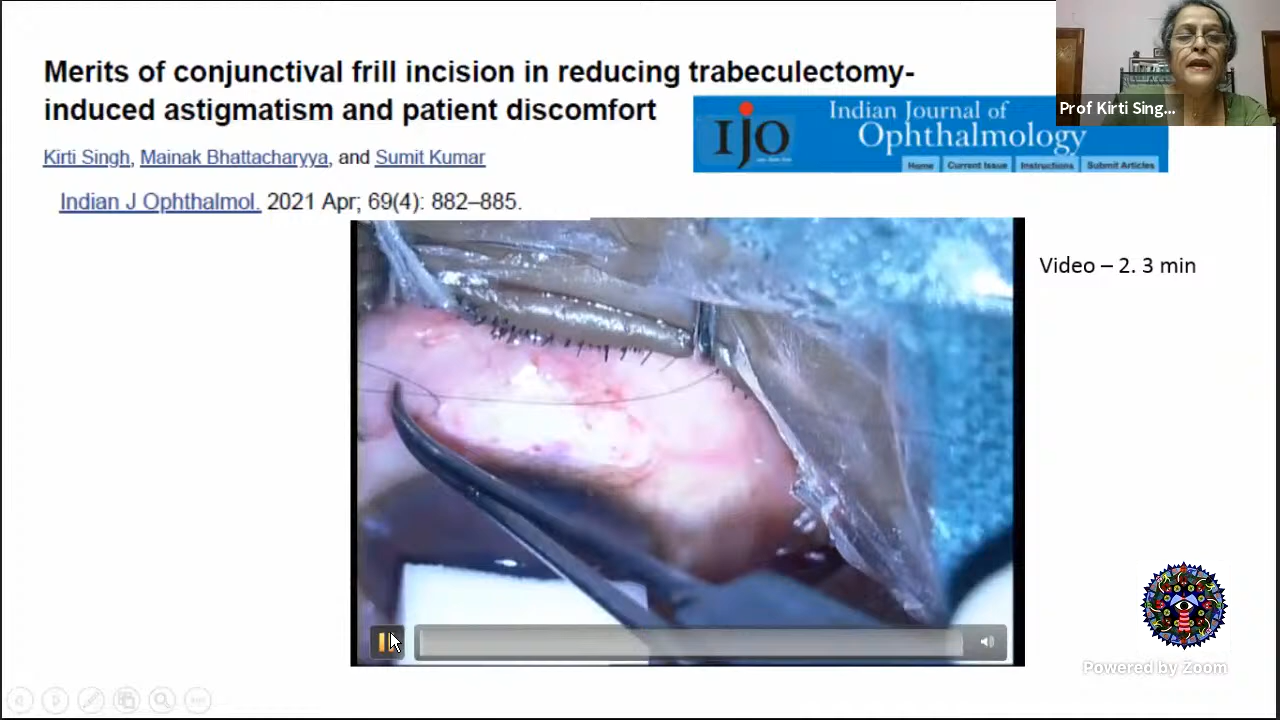 Merits of conjunctival frill incision in reducing trabeculectomy-
induced astigmatism and patient discomfort
Kirti Singh, Mainak Bhattacharyya, and Sumit Kumar
Indian J Ophthalmol. 2021 Apr; 69(4): 882–885.
IJO
Indian Journal of
Ophthalmology
Home Current Issue Instructions Submit Articles
Prof Kirti Sing...
Video – 2. 3 min
Powered by Zoom